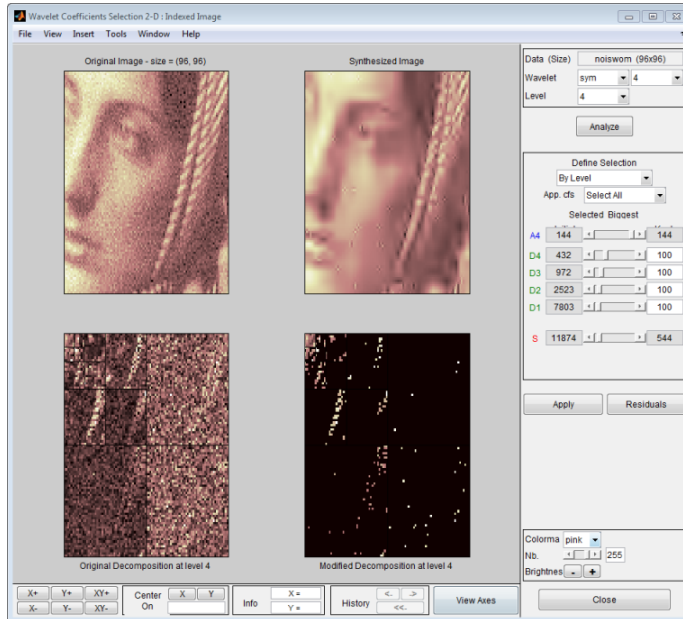 Wavelet Coefficients Selection 2-D : Indexed Image
File View Insert Tools Window Help
Original Image - size = (96, 96)
Synthesized Image
Original Decomposition at level 4
Modified Decomposition at level 4
Data (Size) noiswom (96x96)
Wavelet sym 4
Level 4
Analyze
Define Selection
By Level
App. cfs Select All
Selected Biggest
A4 144 144
D4 432 100
D3 972 100
D2 2523 100
D1 7803 100
S 11874 544
Apply Residuals
Colorma pink
Nb. 255
Brightnes - +
Close
X+ Y+ XY+
X- Y- XY-
Center On X Y
Info X = Y =
History <. .> <<.
View Axes